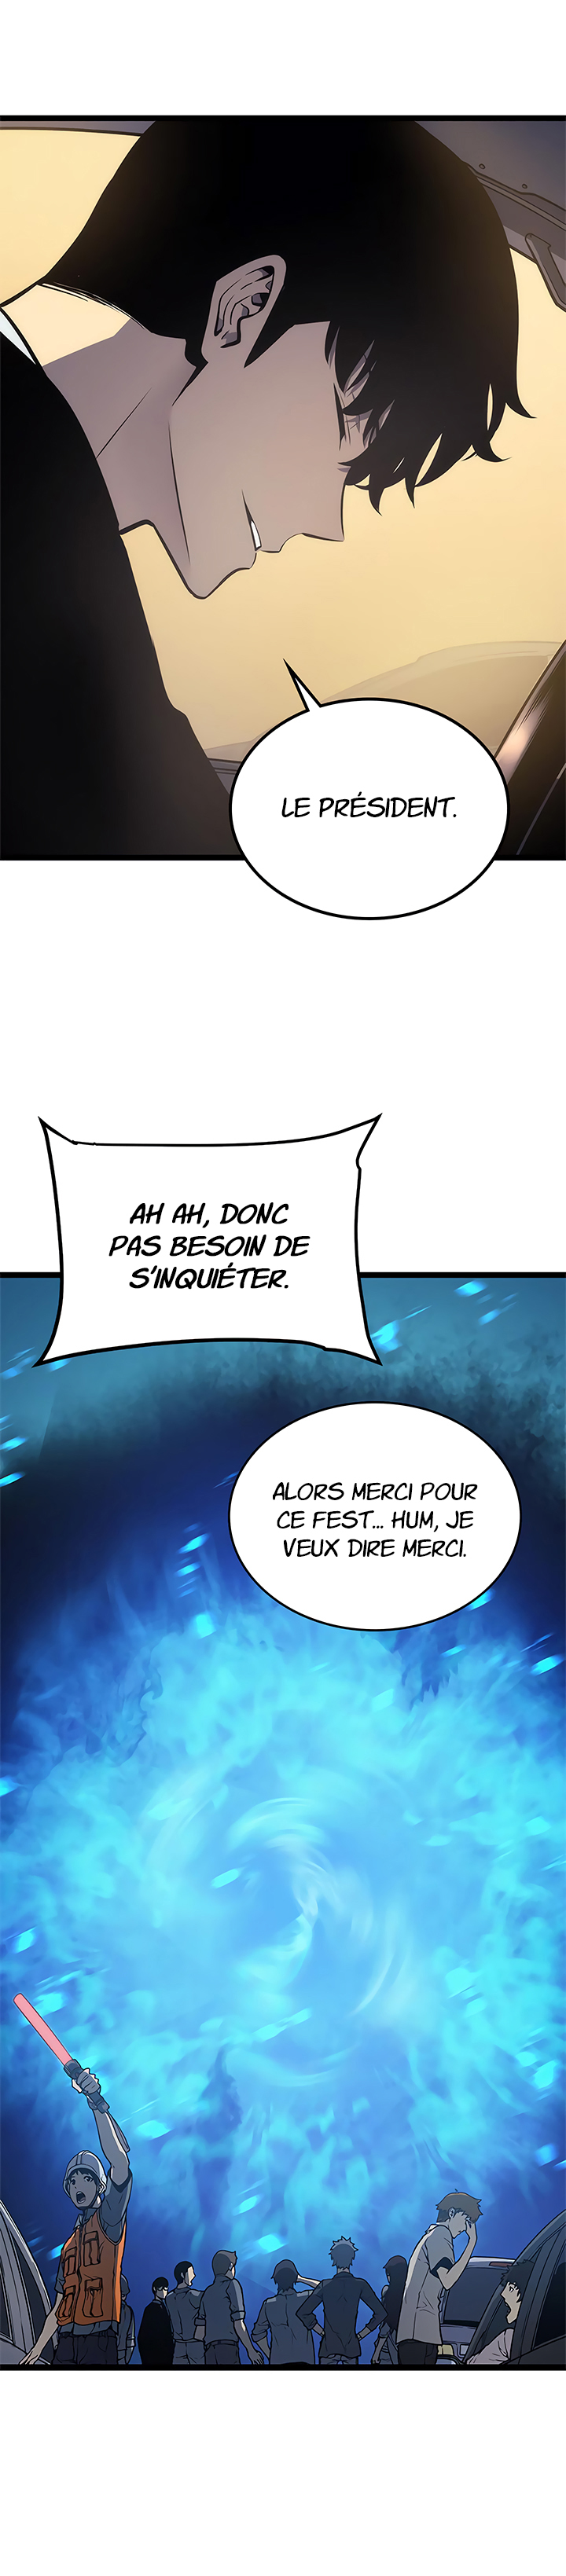 LE PRÉSIDENT.
AH AH, DONC
PAS BESOIN DE
S'INQUIÉTER.
ALORS MERCI POUR
CE FEST... HUM, JE
VEUX DIRE MERCI.